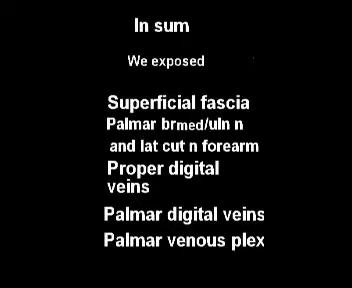 In sum
We exposed
Superficial fascia
Palmar brmed/uln n
and lat cut n forearm
Proper digital
veins
Palmar digital veins
Palmar venous plex